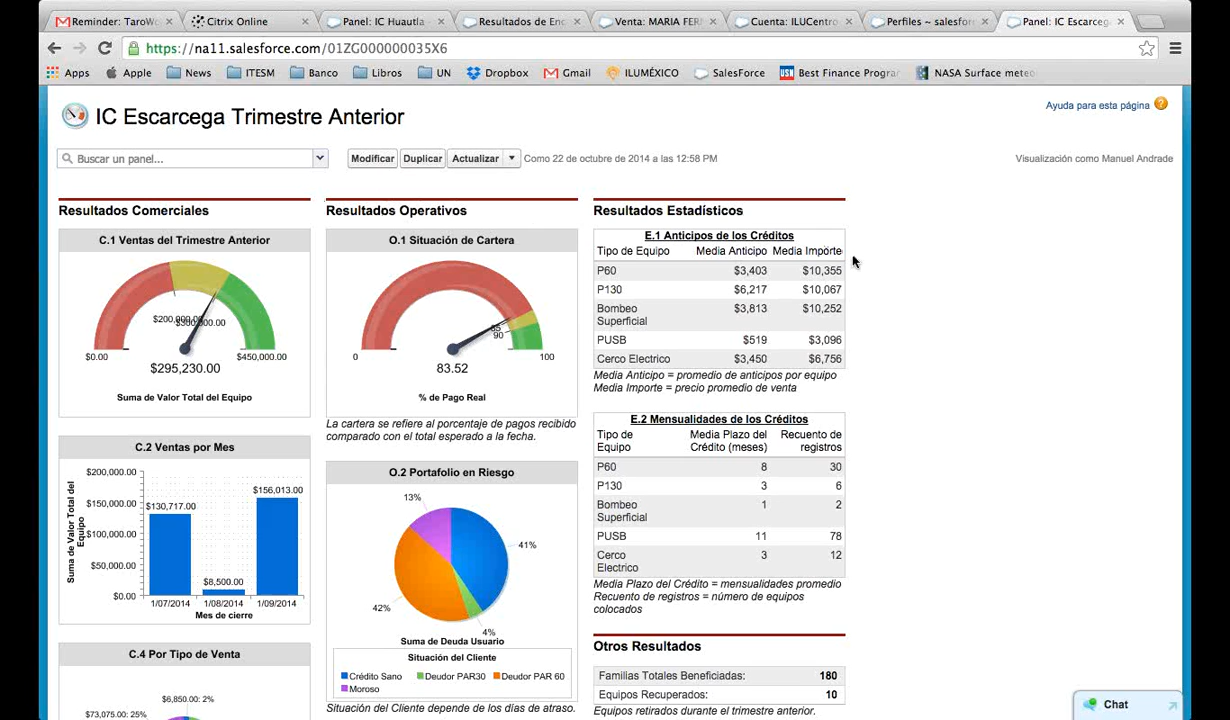 Reminder: TaroWo
Citrix Online
Panel: IC Huautla
Resultados de Enc
Venta: MARIA FER
Cuenta: ILUCentro
Perfiles ~ salesfor
Panel: IC Escarceg
https://na11.salesforce.com/01ZG000000035X6
Apps
Apple
News
ITESM
Banco
Libros
UN
Dropbox
Gmail
ILUMÉXICO
SalesForce
Best Finance Progra
NASA Surface meteo
IC Escarcega Trimestre Anterior
Ayuda para esta página
Buscar un panel...
Modificar
Duplicar
Actualizar
Como 22 de octubre de 2014 a las 12:58 PM
Visualización como Manuel Andrade
Resultados Comerciales
C.1 Ventas del Trimestre Anterior
$200,000.00
$300,000.00
$0.00
$450,000.00
$295,230.00
Suma de Valor Total del Equipo
C.2 Ventas por Mes
Suma de Valor Total del
Equipo
$200,000.00
$150,000.00
$100,000.00
$50,000.00
$0.00
$130,717.00
$8,500.00
$156,013.00
1/07/2014
1/08/2014
1/09/2014
Mes de cierre
C.4 Por Tipo de Venta
$6,850.00: 2%
$73,075.00: 25%
Resultados Operativos
O.1 Situación de Cartera
85
90
0
100
83.52
% de Pago Real
La cartera se refiere al porcentaje de pagos recibido
comparado con el total esperado a la fecha.
O.2 Portafolio en Riesgo
13%
41%
42%
4%
Suma de Deuda Usuario
Situación del Cliente
Crédito Sano
Deudor PAR30
Deudor PAR 60
Moroso
Situación del Cliente depende de los días de atraso.
Resultados Estadísticos
E.1 Anticipos de los Créditos
Tipo de Equipo Media Anticipo Media Importe
P60 $3,403 $10,355
P130 $6,217 $10,067
Bombeo $3,813 $10,252
Superficial
PUSB $519 $3,096
Cerco Electrico $3,450 $6,756
Media Anticipo = promedio de anticipos por equipo
Media Importe = precio promedio de venta
E.2 Mensualidades de los Créditos
Tipo de Media Plazo del Recuento de
Equipo Crédito (meses) registros
P60 8 30
P130 3 6
Bombeo 1 2
Superficial
PUSB 11 78
Cerco 3 12
Electrico
Media Plazo del Crédito = mensualidades promedio
Recuento de registros = número de equipos
colocados
Otros Resultados
Familias Totales Beneficiadas: 180
Equipos Recuperados: 10
Equipos retirados durante el trimestre anterior.
Chat